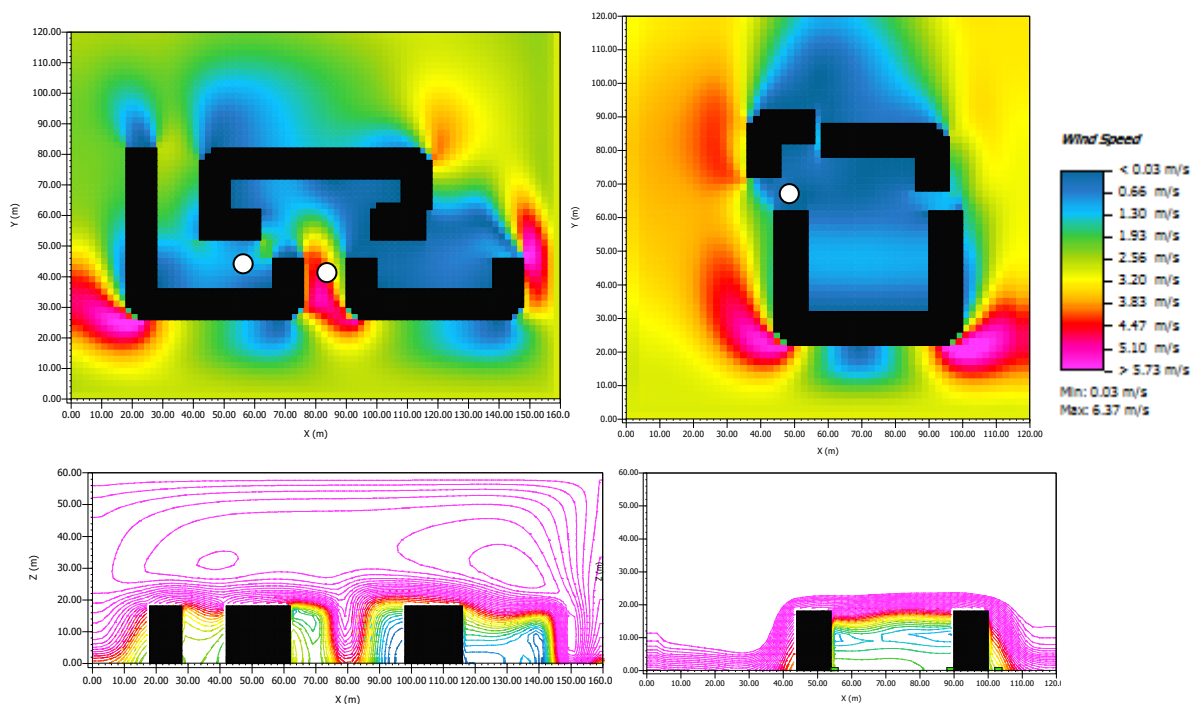 120.00
110.00
100.00
90.00
80.00
70.00
60.00
50.00
40.00
30.00
20.00
10.00
0.00
Y (m)
0.00 10.00 20.00 30.00 40.00 50.00 60.00 70.00 80.00 90.00 100.00 110.00 120.00 130.00 140.00 150.00 160.0
X (m)
120.00
110.00
100.00
90.00
80.00
70.00
60.00
50.00
40.00
30.00
20.00
10.00
0.00
Y (m)
0.00 10.00 20.00 30.00 40.00 50.00 60.00 70.00 80.00 90.00 100.00 110.00 120.00
X (m)
Wind Speed
< 0.03 m/s
0.66 m/s
1.30 m/s
1.93 m/s
2.56 m/s
3.20 m/s
3.83 m/s
4.47 m/s
5.10 m/s
> 5.73 m/s
Min: 0.03 m/s
Max: 6.37 m/s
60.00
50.00
40.00
30.00
20.00
10.00
0.00
Z (m)
0.00 10.00 20.00 30.00 40.00 50.00 60.00 70.00 80.00 90.00 100.00 110.00 120.00 130.00 140.00 150.00 160.0
X (m)
60.00
50.00
40.00
30.00
20.00
10.00
0.00
Z (m)
0.00 10.00 20.00 30.00 40.00 50.00 60.00 70.00 80.00 90.00 100.00 110.00 120.0
X (m)